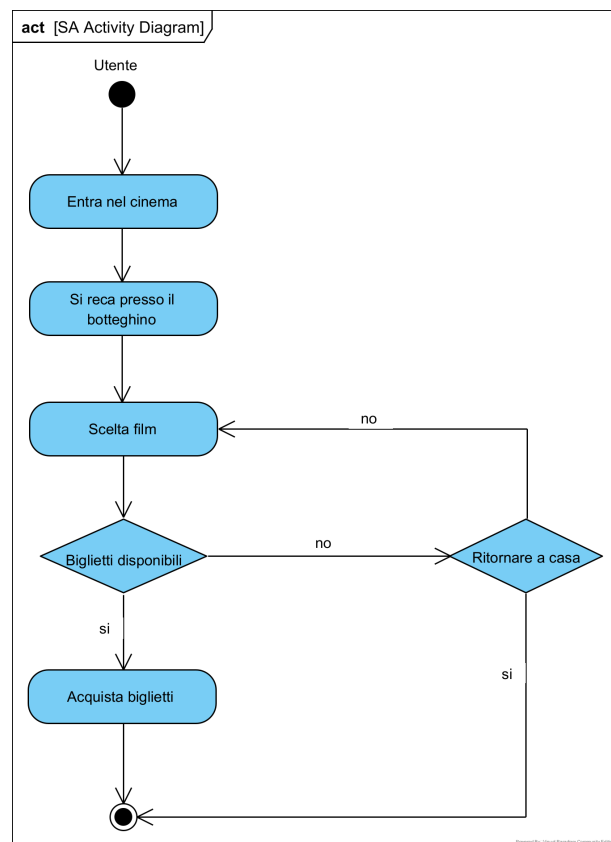 act [SA Activity Diagram]
Utente
Entra nel cinema
Si reca presso il
botteghino
Scelta film
no
Biglietti disponibili
no
Ritornare a casa
si
si
Acquista biglietti